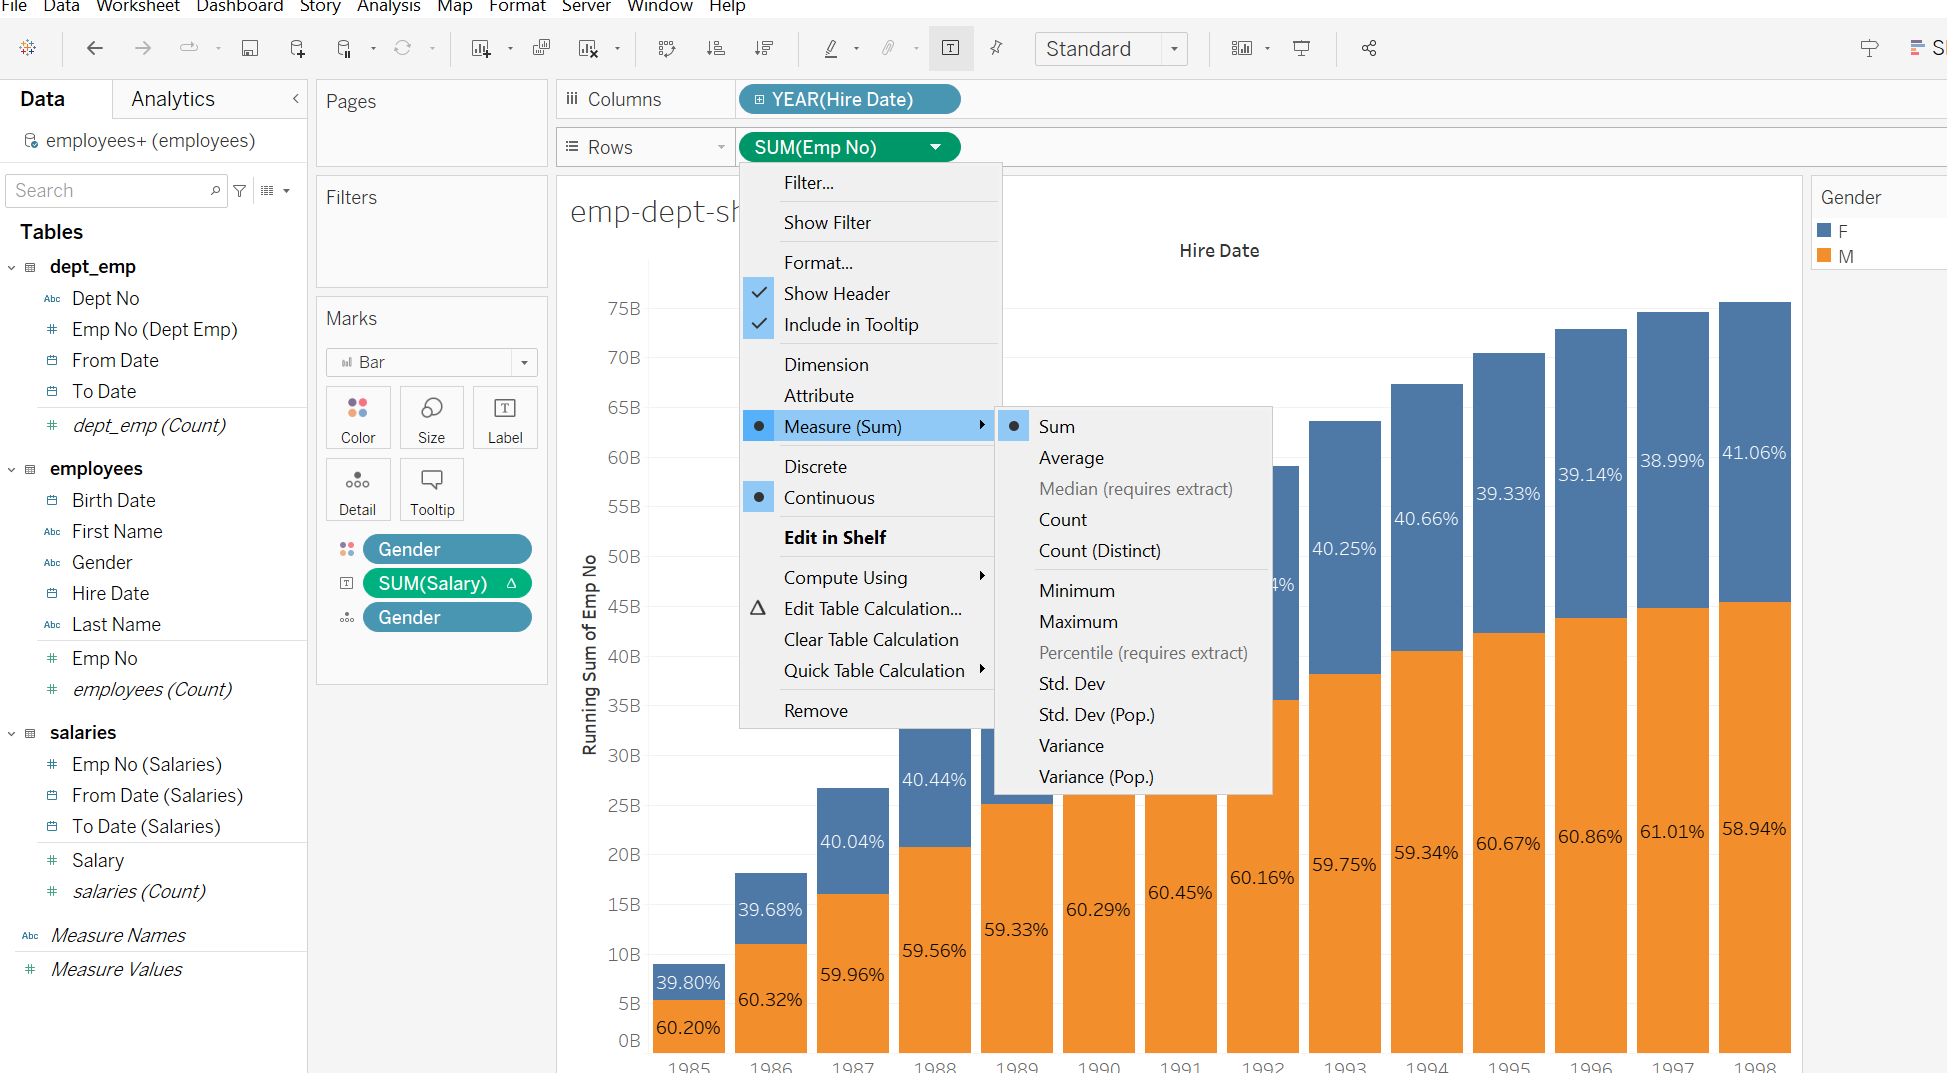 File Data Worksheet Dashboard Story Analysis Map Format Server Window Help
Standard
Data
Analytics
employees+ (employees)
Search
Tables
dept_emp
Abc Dept No
# Emp No (Dept Emp)
From Date
To Date
# dept_emp (Count)
employees
Birth Date
Abc First Name
Abc Gender
Hire Date
Abc Last Name
# Emp No
# employees (Count)
salaries
# Emp No (Salaries)
From Date (Salaries)
To Date (Salaries)
# Salary
# salaries (Count)
Abc Measure Names
# Measure Values
Pages
Filters
Marks
Bar
Color
Size
Label
Detail
Tooltip
Gender
SUM(Salary)
Gender
Columns
YEAR(Hire Date)
Rows
SUM(Emp No)
Filter...
Show Filter
Format...
Show Header
Include in Tooltip
Dimension
Attribute
Measure (Sum)
Discrete
Continuous
Edit in Shelf
Compute Using
Edit Table Calculation...
Clear Table Calculation
Quick Table Calculation
Remove
Sum
Average
Median (requires extract)
Count
Count (Distinct)
Minimum
Maximum
Percentile (requires extract)
Std. Dev
Std. Dev (Pop.)
Variance
Variance (Pop.)
Hire Date
Running Sum of Emp No
75B
70B
65B
60B
55B
50B
45B
40B
35B
30B
25B
20B
15B
10B
5B
0B
39.80%
60.20%
39.68%
60.32%
40.04%
59.96%
40.44%
59.56%
59.33%
60.29%
60.45%
60.16%
40.25%
59.75%
40.66%
59.34%
39.33%
60.67%
39.14%
60.86%
38.99%
61.01%
41.06%
58.94%
1985 1986 1987 1988 1989 1990 1991 1992 1993 1994 1995 1996 1997 1998
Gender
F
M